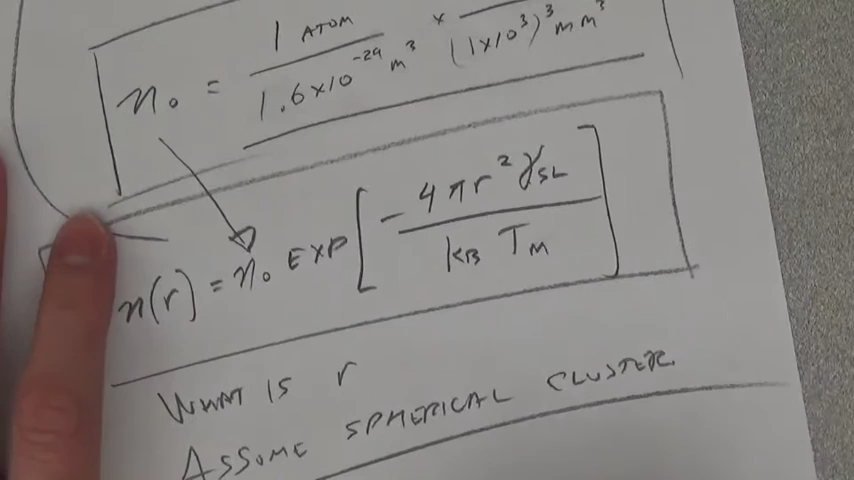 n₀ = 1 ATOM / 1.6×10⁻²⁹ m³ × / (1×10³)³ mm³
n(r) = n₀ EXP[ - 4πr²γSL / kB TM ]
WHAT IS r
ASSUME SPHERICAL CLUSTER.